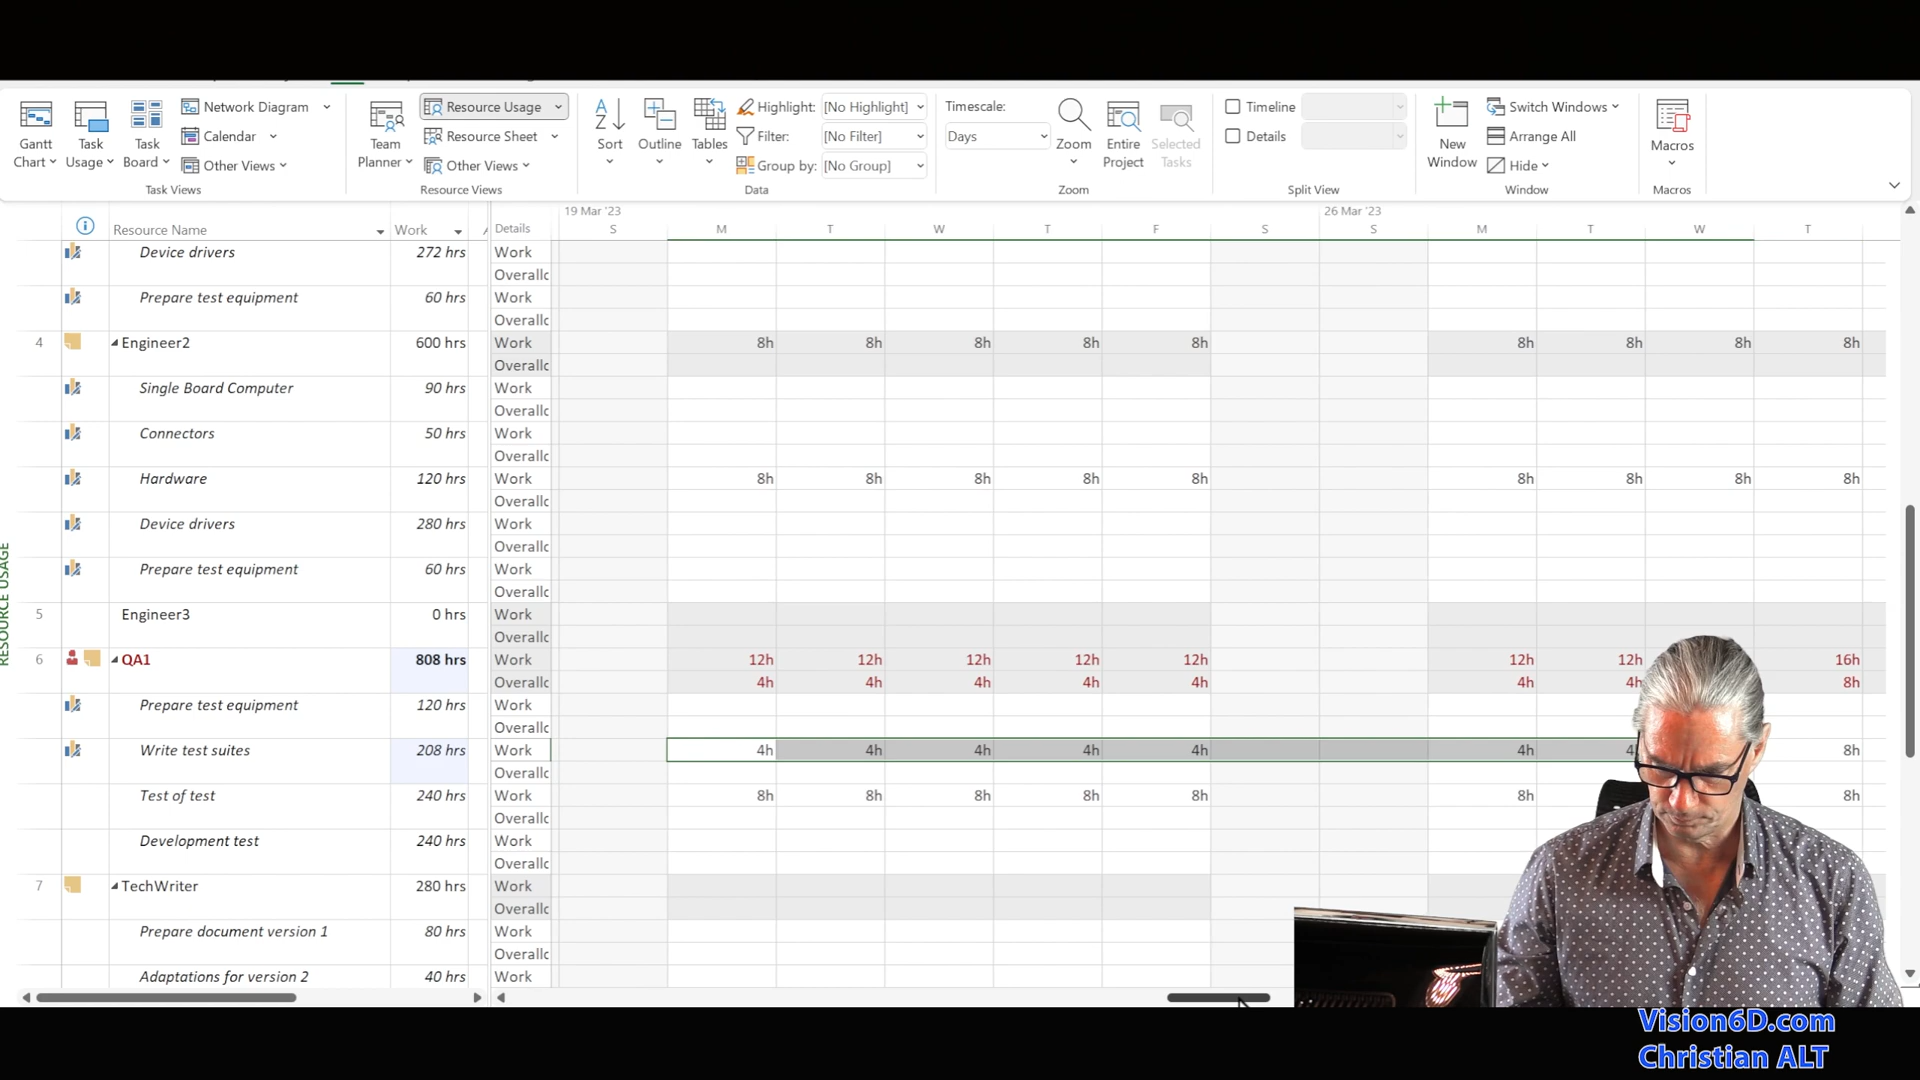 Gantt Chart
Task Usage
Task Board
Network Diagram
Calendar
Other Views
Task Views
Team Planner
Resource Usage
Resource Sheet
Other Views
Resource Views
A Z Sort
Outline
Tables
Highlight: [No Highlight]
Filter: [No Filter]
Group by: [No Group]
Data
Timescale:
Days
Zoom
Entire Project
Selected Tasks
Zoom
Timeline
Details
Split View
New Window
Switch Windows
Arrange All
Hide
Window
Macros
Macros
19 Mar '23 26 Mar '23
Resource Name Work Details S M T W T F S S M T W T
Device drivers 272 hrs Work
Overallc
Prepare test equipment 60 hrs Work
Overallc
4 Engineer2 600 hrs Work 8h 8h 8h 8h 8h 8h 8h 8h 8h
Overallc
Single Board Computer 90 hrs Work
Overallc
Connectors 50 hrs Work
Overallc
Hardware 120 hrs Work 8h 8h 8h 8h 8h 8h 8h 8h 8h
Overallc
Device drivers 280 hrs Work
Overallc
Prepare test equipment 60 hrs Work
Overallc
5 Engineer3 0 hrs Work
Overallc
6 QA1 808 hrs Work 12h 12h 12h 12h 12h 12h 12h 16h
Overallc 4h 4h 4h 4h 4h 4h 4h 8h
Prepare test equipment 120 hrs Work
Overallc
Write test suites 208 hrs Work 4h 4h 4h 4h 4h 4h 4 8h
Overallc
Test of test 240 hrs Work 8h 8h 8h 8h 8h 8h 8h
Overallc
Development test 240 hrs Work
Overallc
7 TechWriter 280 hrs Work
Overallc
Prepare document version 1 80 hrs Work
Overallc
Adaptations for version 2 40 hrs Work
RESOURCE USAGE
Vision6D.com
Christian ALT